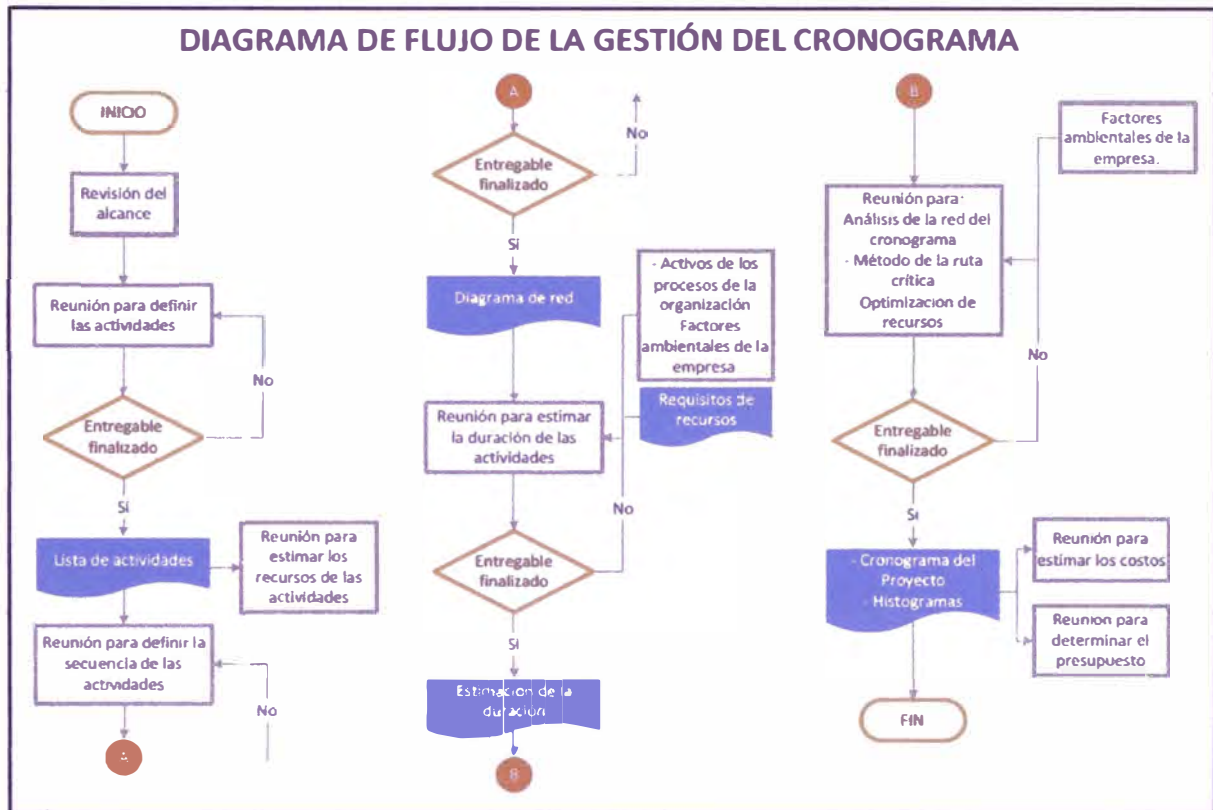 DIAGRAMA DE FLUJO DE LA GESTIÓN DEL CRONOGRAMA
INICIO
Revisión del
alcance
Reunión para definir
las actividades
No
Entregable
finalizado
Sí
Lista de actividades
Reunión para
estimar los
recursos de las
actividades
Reunión para definir la
secuencia de las
actividades
No
A
A
No
Entregable
finalizado
Sí
Diagrama de red
- Activos de los
procesos de la
organización
Factores
ambientales de la
empresa
Requisitos de
recursos
Reunión para estimar
la duración de las
actividades
No
Entregable
finalizado
Si
Estimación de la
duración
B
B
Factores
ambientales de la
empresa.
Reunión para:
Análisis de la red del
cronograma
- Método de la ruta
crítica
Optimizacion de
recursos
No
Entregable
finalizado
Si
- Cronograma del
Proyecto
- Histogramas
Reunión para
estimar los costos
Reunion para
determinar el
presupuesto
FIN